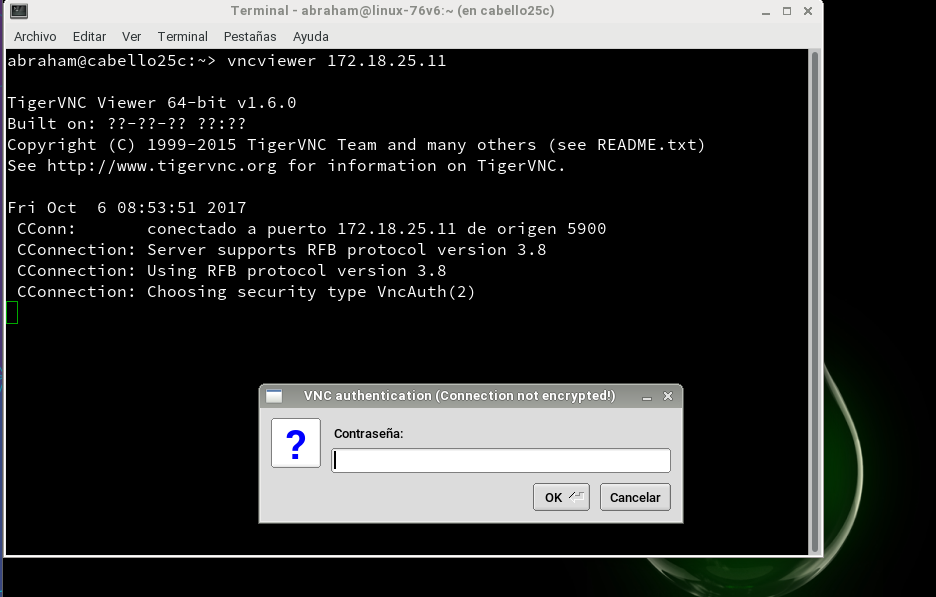 Terminal - abraham@linux-76v6:~ (en cabello25c)
Archivo Editar Ver Terminal Pestañas Ayuda
abraham@cabello25c:~> vncviewer 172.18.25.11
TigerVNC Viewer 64-bit v1.6.0
Built on: ??-??-?? ??:??
Copyright (C) 1999-2015 TigerVNC Team and many others (see README.txt)
See http://www.tigervnc.org for information on TigerVNC.
Fri Oct  6 08:53:51 2017
CConn:       conectado a puerto 172.18.25.11 de origen 5900
CConnection: Server supports RFB protocol version 3.8
CConnection: Using RFB protocol version 3.8
CConnection: Choosing security type VncAuth(2)
VNC authentication (Connection not encrypted!)
?
Contraseña:
OK Cancelar